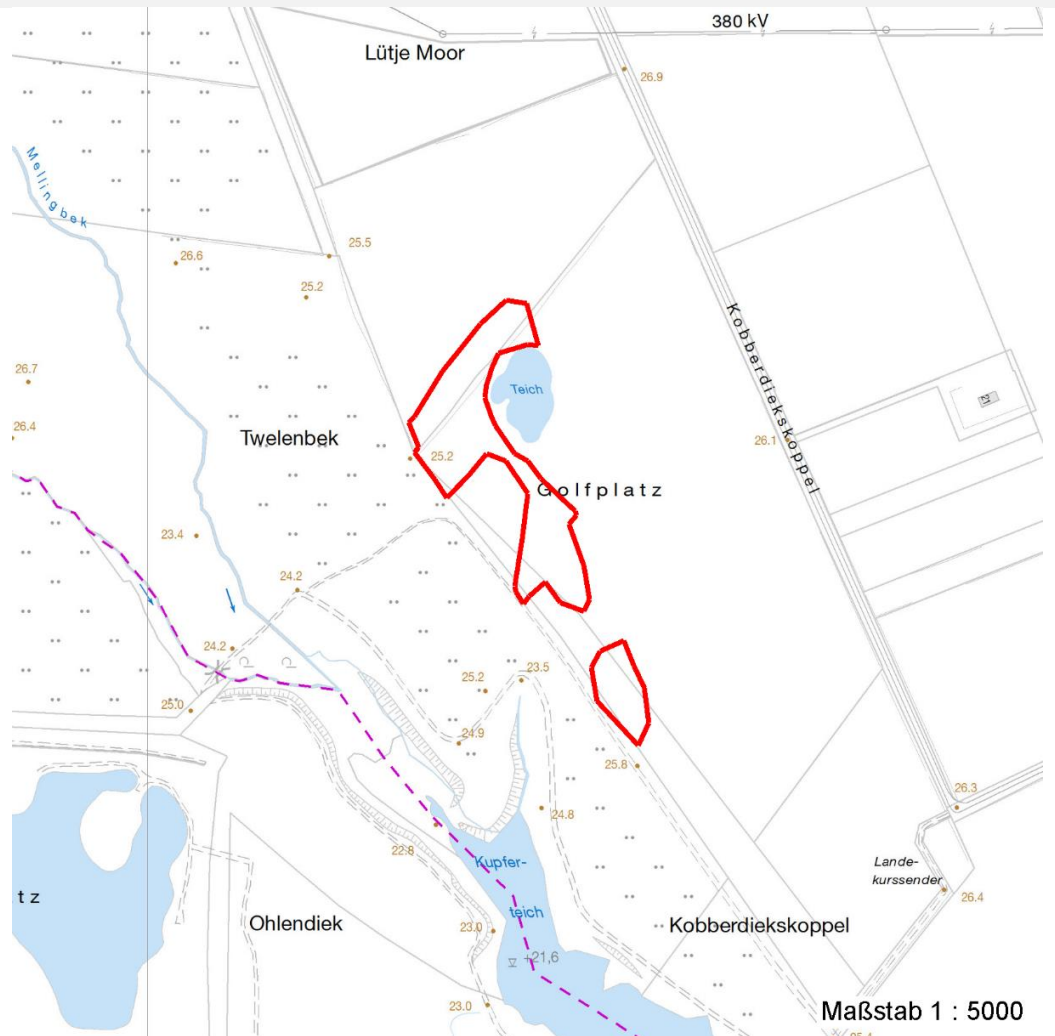 380 kV
Lütje Moor
26.9
Mellingbek
25.5
26.6
25.2
Kobberdiekskoppel
26.7
Teich
21
26.4
Twelenbek
26.1
25.2
Golfplatz
23.4
24.2
24.2
25.2
23.5
25.0
24.9
25.8
26.3
24.8
22.8
Kupfer-
teich
Lande-
kurssender
26.4
tz
Ohlendiek
23.0
Kobberdiekskoppel
+21,6
23.0
Maßstab 1 : 5000